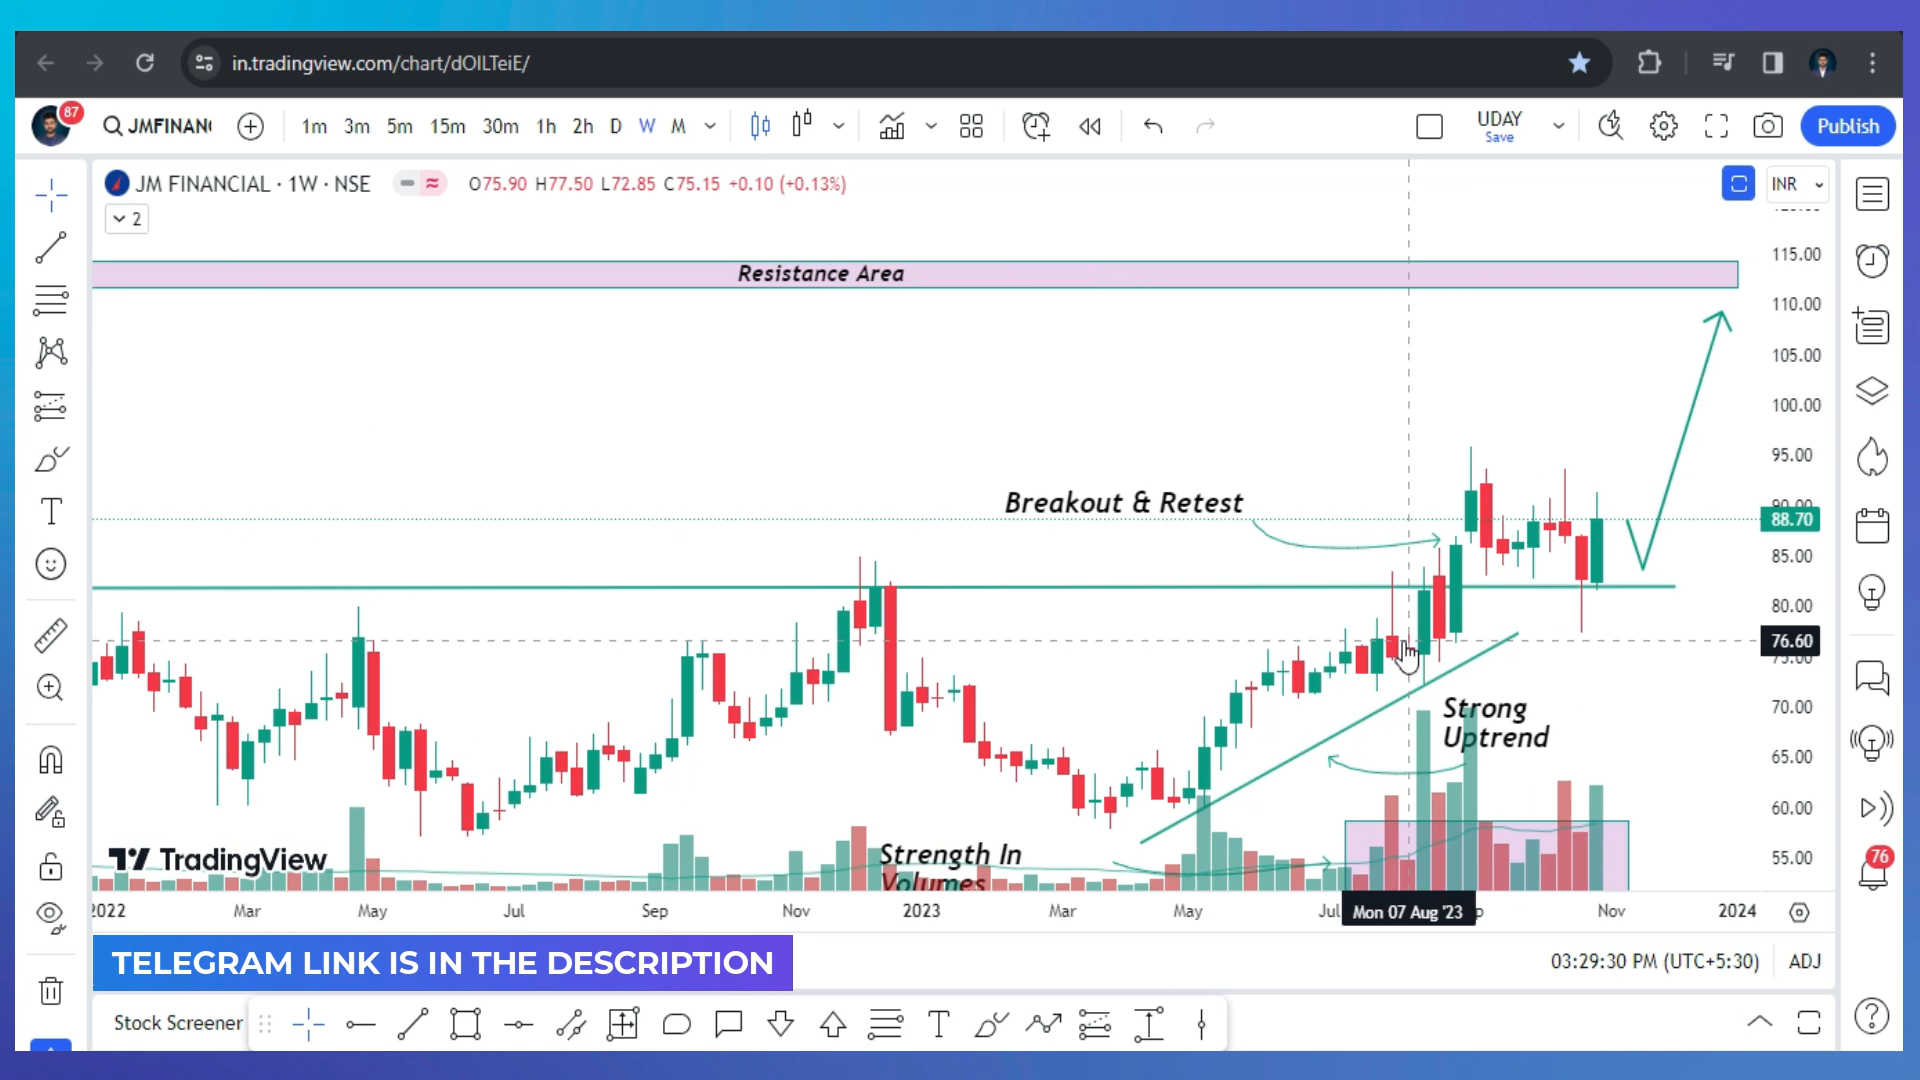 in.tradingview.com/chart/dOILTeiE/
87
JMFINAN
1m 3m 5m 15m 30m 1h 2h D W M
UDAY
Save
Publish
JM FINANCIAL · 1W · NSE
O75.90 H77.50 L72.85 C75.15 +0.10 (+0.13%)
INR
2
115.00
Resistance Area
110.00
105.00
100.00
95.00
Breakout & Retest
90.00
88.70
85.00
80.00
76.60
75.00
70.00
Strong
Uptrend
65.00
60.00
55.00
TradingView
Strength In
Volumes
76
2022 Mar May Jul Sep Nov 2023 Mar May Jul Mon 07 Aug '23 Nov 2024
TELEGRAM LINK IS IN THE DESCRIPTION
03:29:30 PM (UTC+5:30) ADJ
Stock Screener